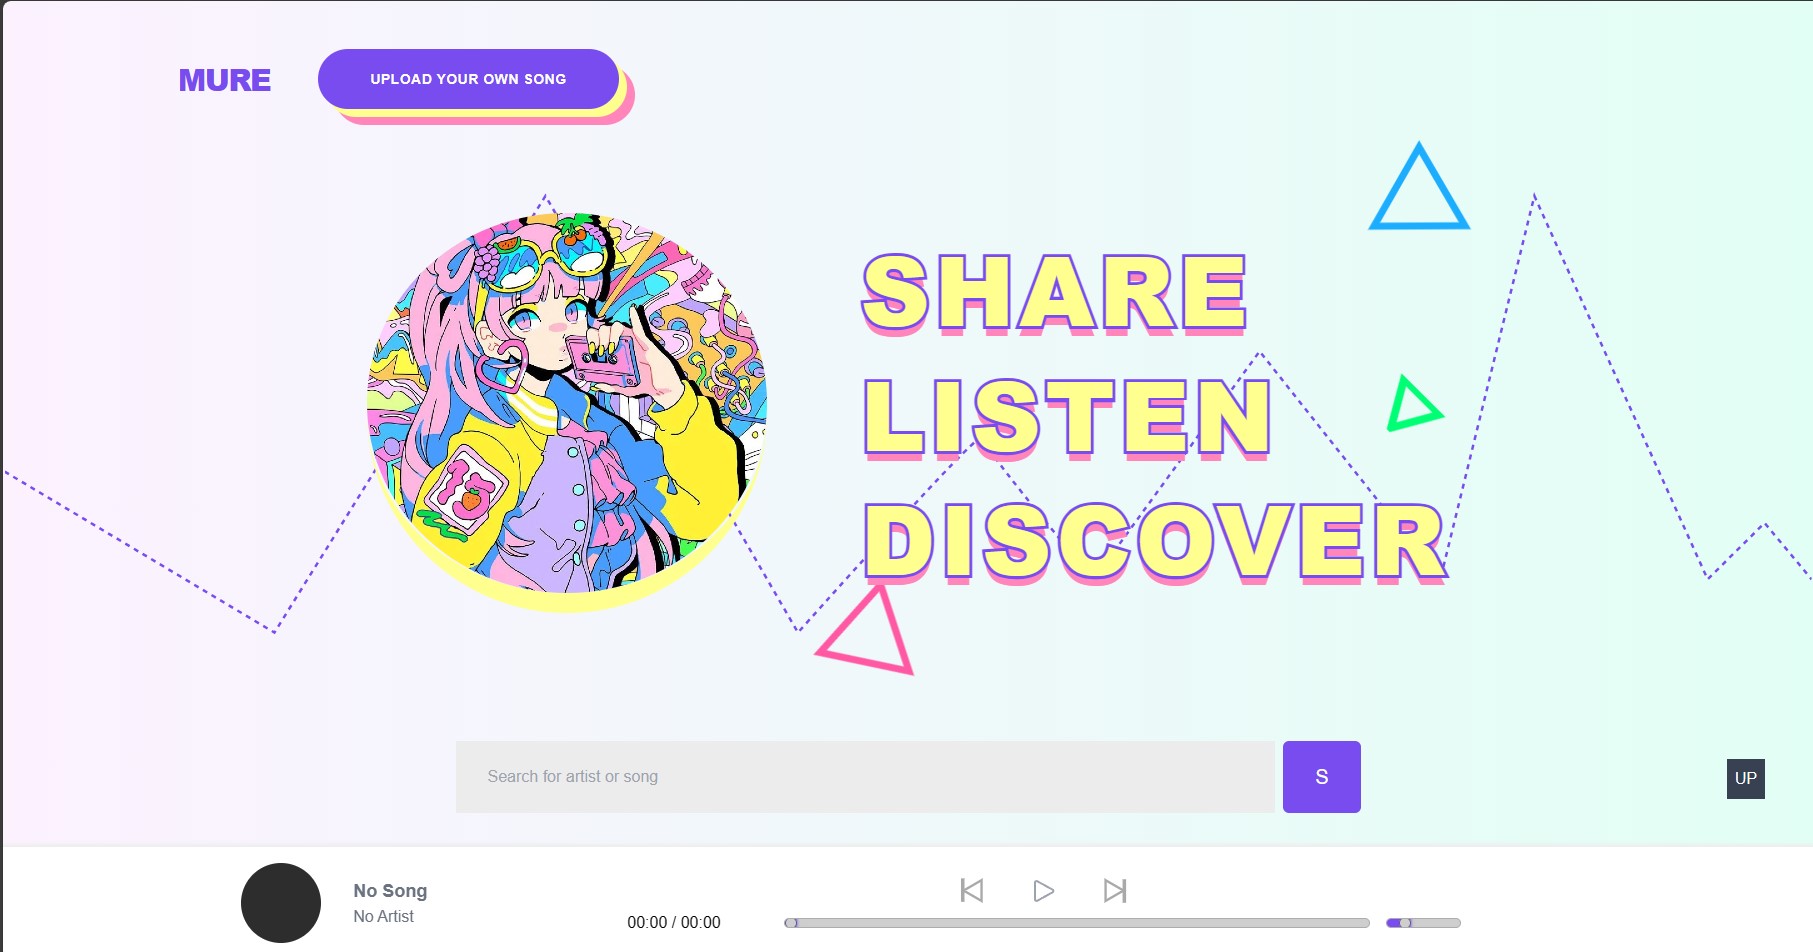 MURE
UPLOAD YOUR OWN SONG
SHARE
LISTEN
DISCOVER
Search for artist or song
S
UP
No Song
No Artist
00:00 / 00:00